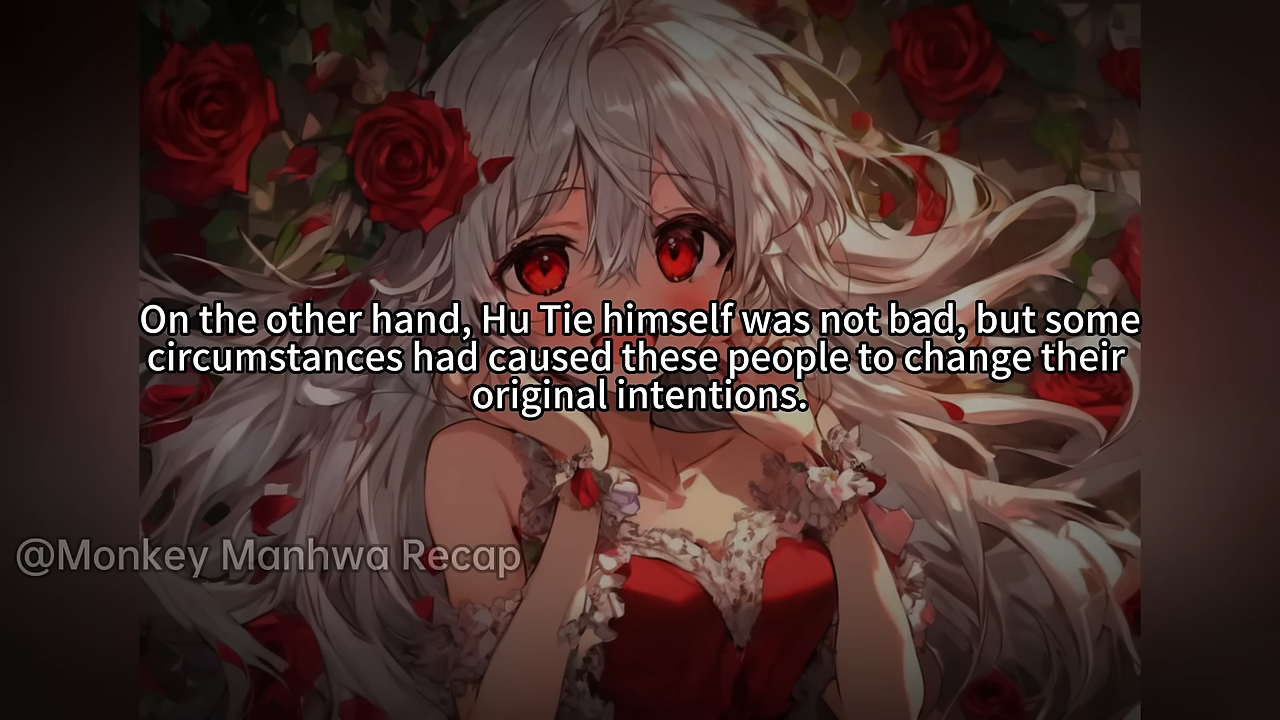 On the other hand, Hu Tie himself was not bad, but some
circumstances had caused these people to change their
original intentions.
@Monkey Manhwa Recap